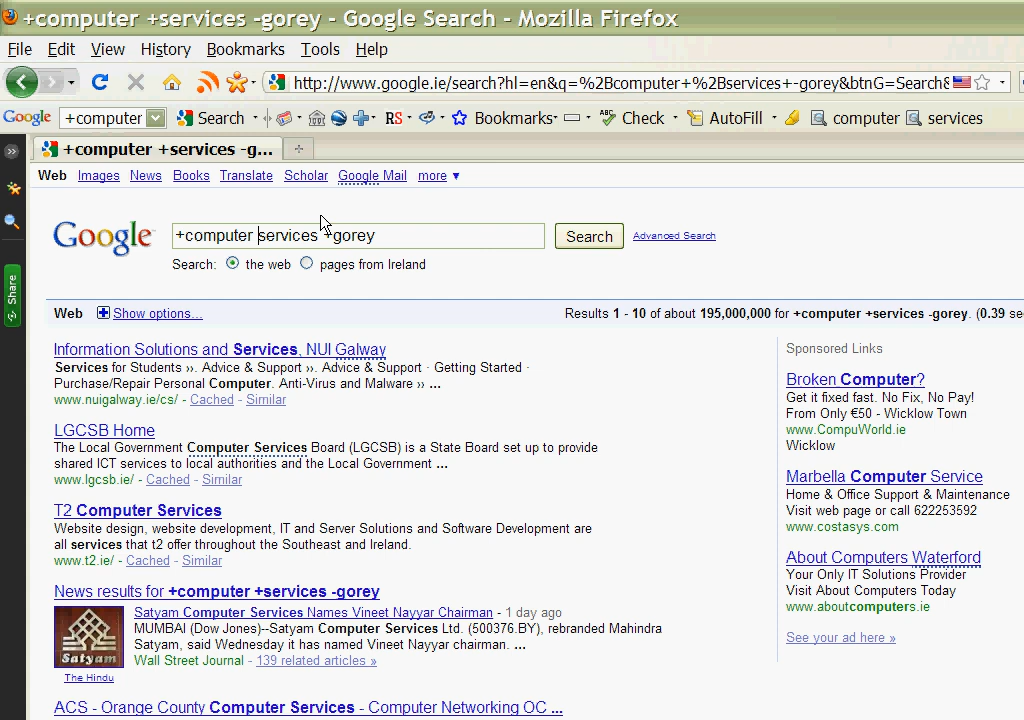 +computer +services -gorey - Google Search - Mozilla Firefox
File Edit View History Bookmarks Tools Help
http://www.google.ie/search?hl=en&q=%2Bcomputer+%2Bservices+-gorey&btnG=Search&
Google +computer Search Bookmarks Check AutoFill computer services
+computer +services -g...
Web Images News Books Translate Scholar Google Mail more ▼
Google +computer services +gorey Search Advanced Search
Search: the web pages from Ireland
Share
Web Show options... Results 1 - 10 of about 195,000,000 for +computer +services -gorey. (0.39 se
Information Solutions and Services, NUI Galway
Services for Students ››. Advice & Support ››. Advice & Support · Getting Started ·
Purchase/Repair Personal Computer. Anti-Virus and Malware ›› ...
www.nuigalway.ie/cs/ - Cached - Similar
LGCSB Home
The Local Government Computer Services Board (LGCSB) is a State Board set up to provide
shared ICT services to local authorities and the Local Government ...
www.lgcsb.ie/ - Cached - Similar
T2 Computer Services
Website design, website development, IT and Server Solutions and Software Development are
all services that t2 offer throughout the Southeast and Ireland.
www.t2.ie/ - Cached - Similar
News results for +computer +services -gorey
Satyam Computer Services Names Vineet Nayyar Chairman - 1 day ago
MUMBAI (Dow Jones)--Satyam Computer Services Ltd. (500376.BY), rebranded Mahindra
Satyam, said Wednesday it has named Vineet Nayyar chairman. ...
Wall Street Journal - 139 related articles »
Satyam
The Hindu
ACS - Orange County Computer Services - Computer Networking OC ...
Sponsored Links
Broken Computer?
Get it fixed fast. No Fix, No Pay!
From Only €50 - Wicklow Town
www.CompuWorld.ie
Wicklow
Marbella Computer Service
Home & Office Support & Maintenance
Visit web page or call 622253592
www.costasys.com
About Computers Waterford
Your Only IT Solutions Provider
Visit About Computers Today
www.aboutcomputers.ie
See your ad here »